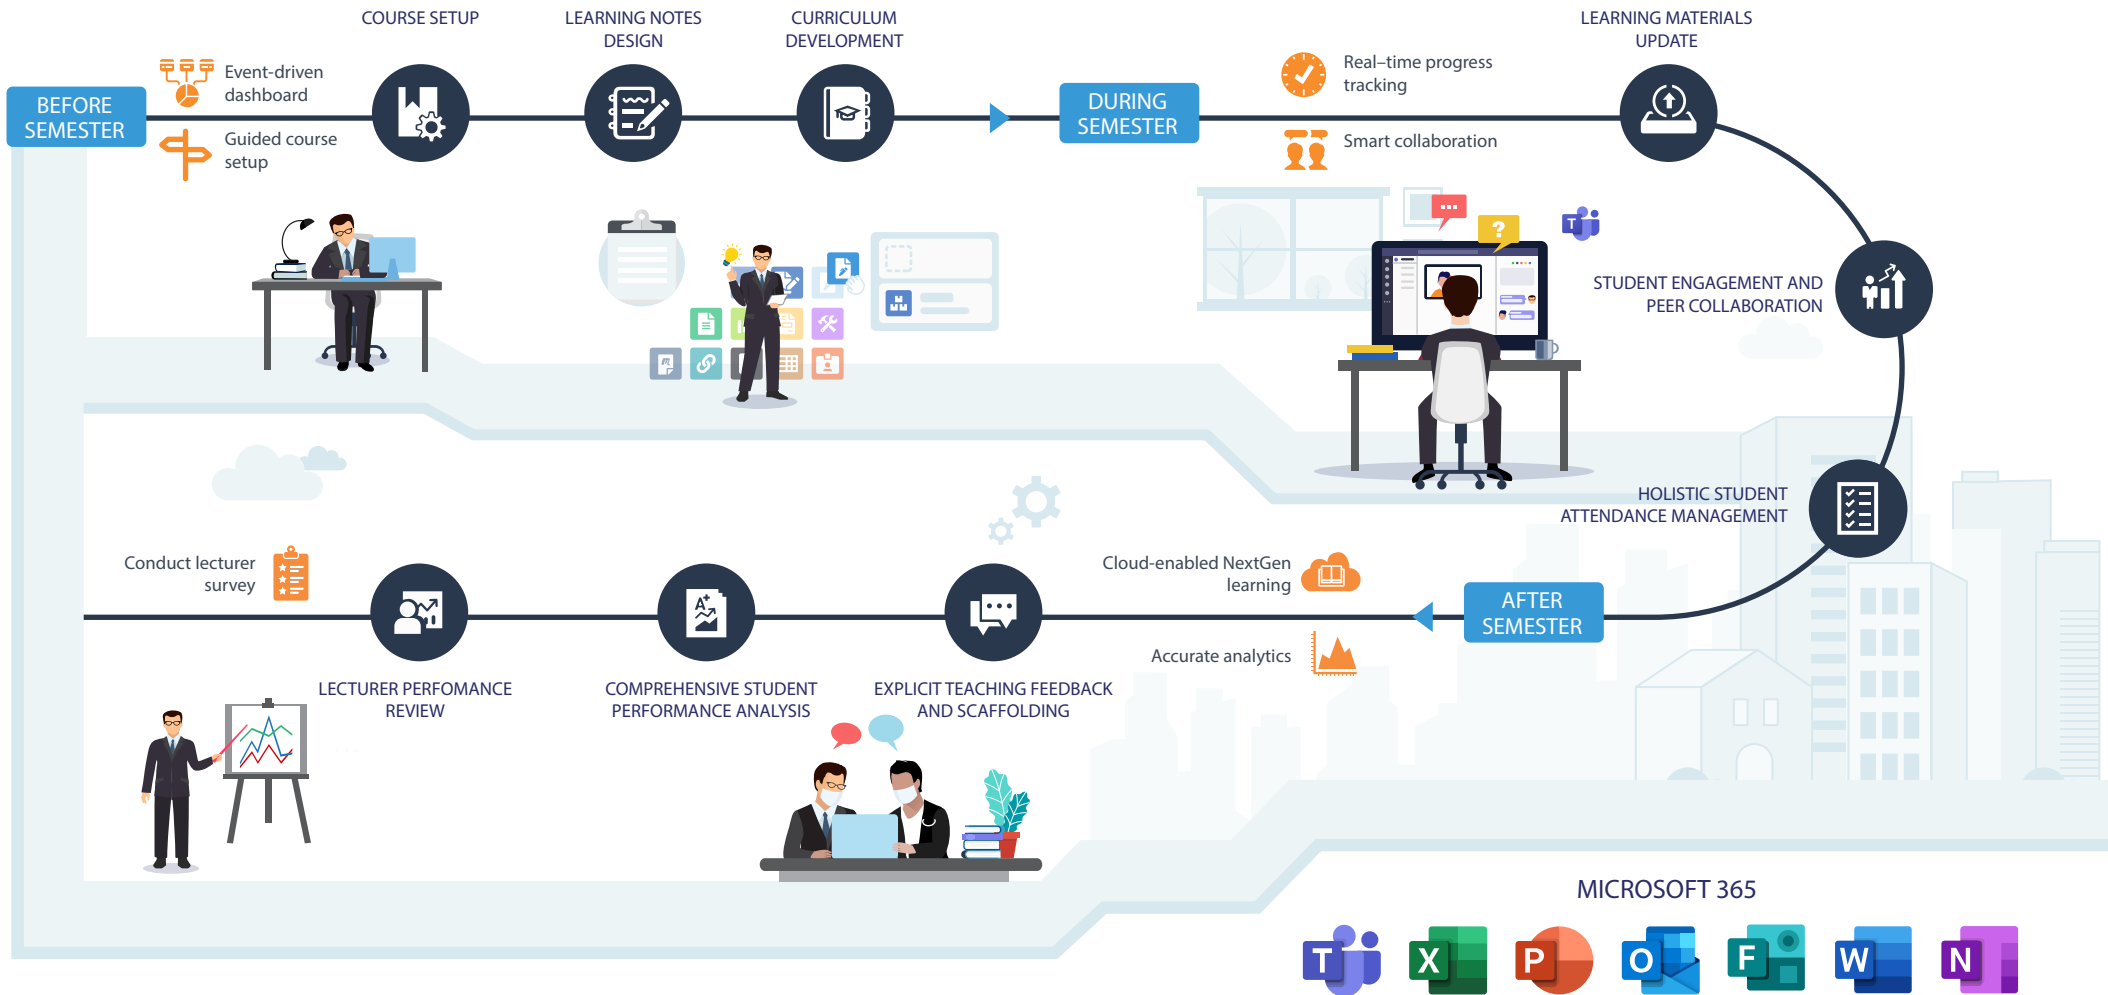 COURSE SETUP
LEARNING NOTES
DESIGN
CURRICULUM
DEVELOPMENT
LEARNING MATERIALS
UPDATE
Event-driven
dashboard
Real–time progress
tracking
BEFORE
SEMESTER
DURING
SEMESTER
Guided course
setup
Smart collaboration
?
T
STUDENT ENGAGEMENT AND
PEER COLLABORATION
HOLISTIC STUDENT
ATTENDANCE MANAGEMENT
Conduct lecturer
survey
Cloud-enabled NextGen
learning
AFTER
SEMESTER
A+
Accurate analytics
LECTURER PERFOMANCE
REVIEW
COMPREHENSIVE STUDENT
PERFORMANCE ANALYSIS
EXPLICIT TEACHING FEEDBACK
AND SCAFFOLDING
MICROSOFT 365
T
X
P
O
F
W
N